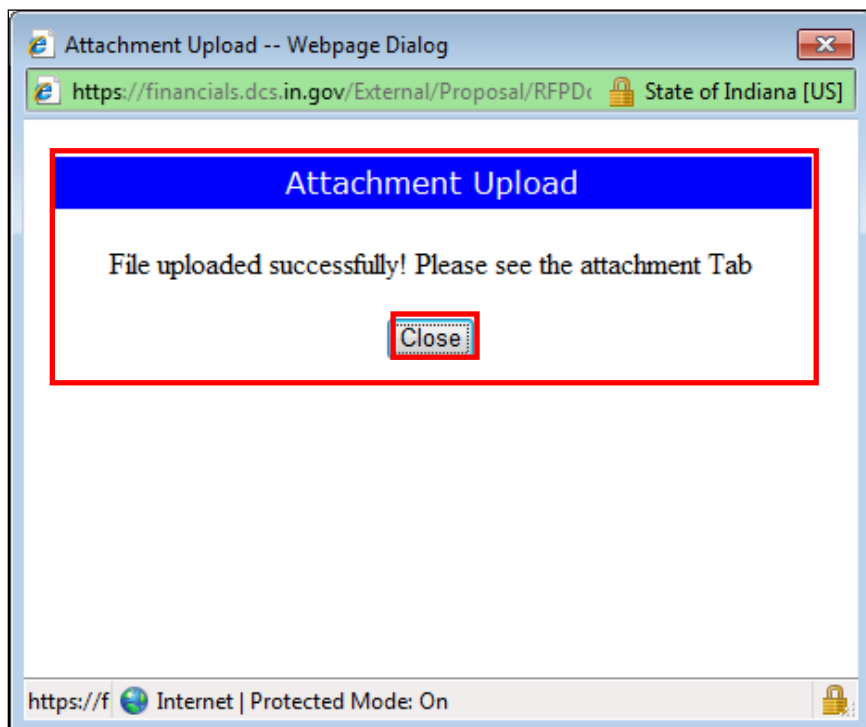 Attachment Upload -- Webpage Dialog
https://financials.dcs.in.gov/External/Proposal/RFPDo State of Indiana [US]
Attachment Upload
File uploaded successfully! Please see the attachment Tab
Close
https://f Internet | Protected Mode: On